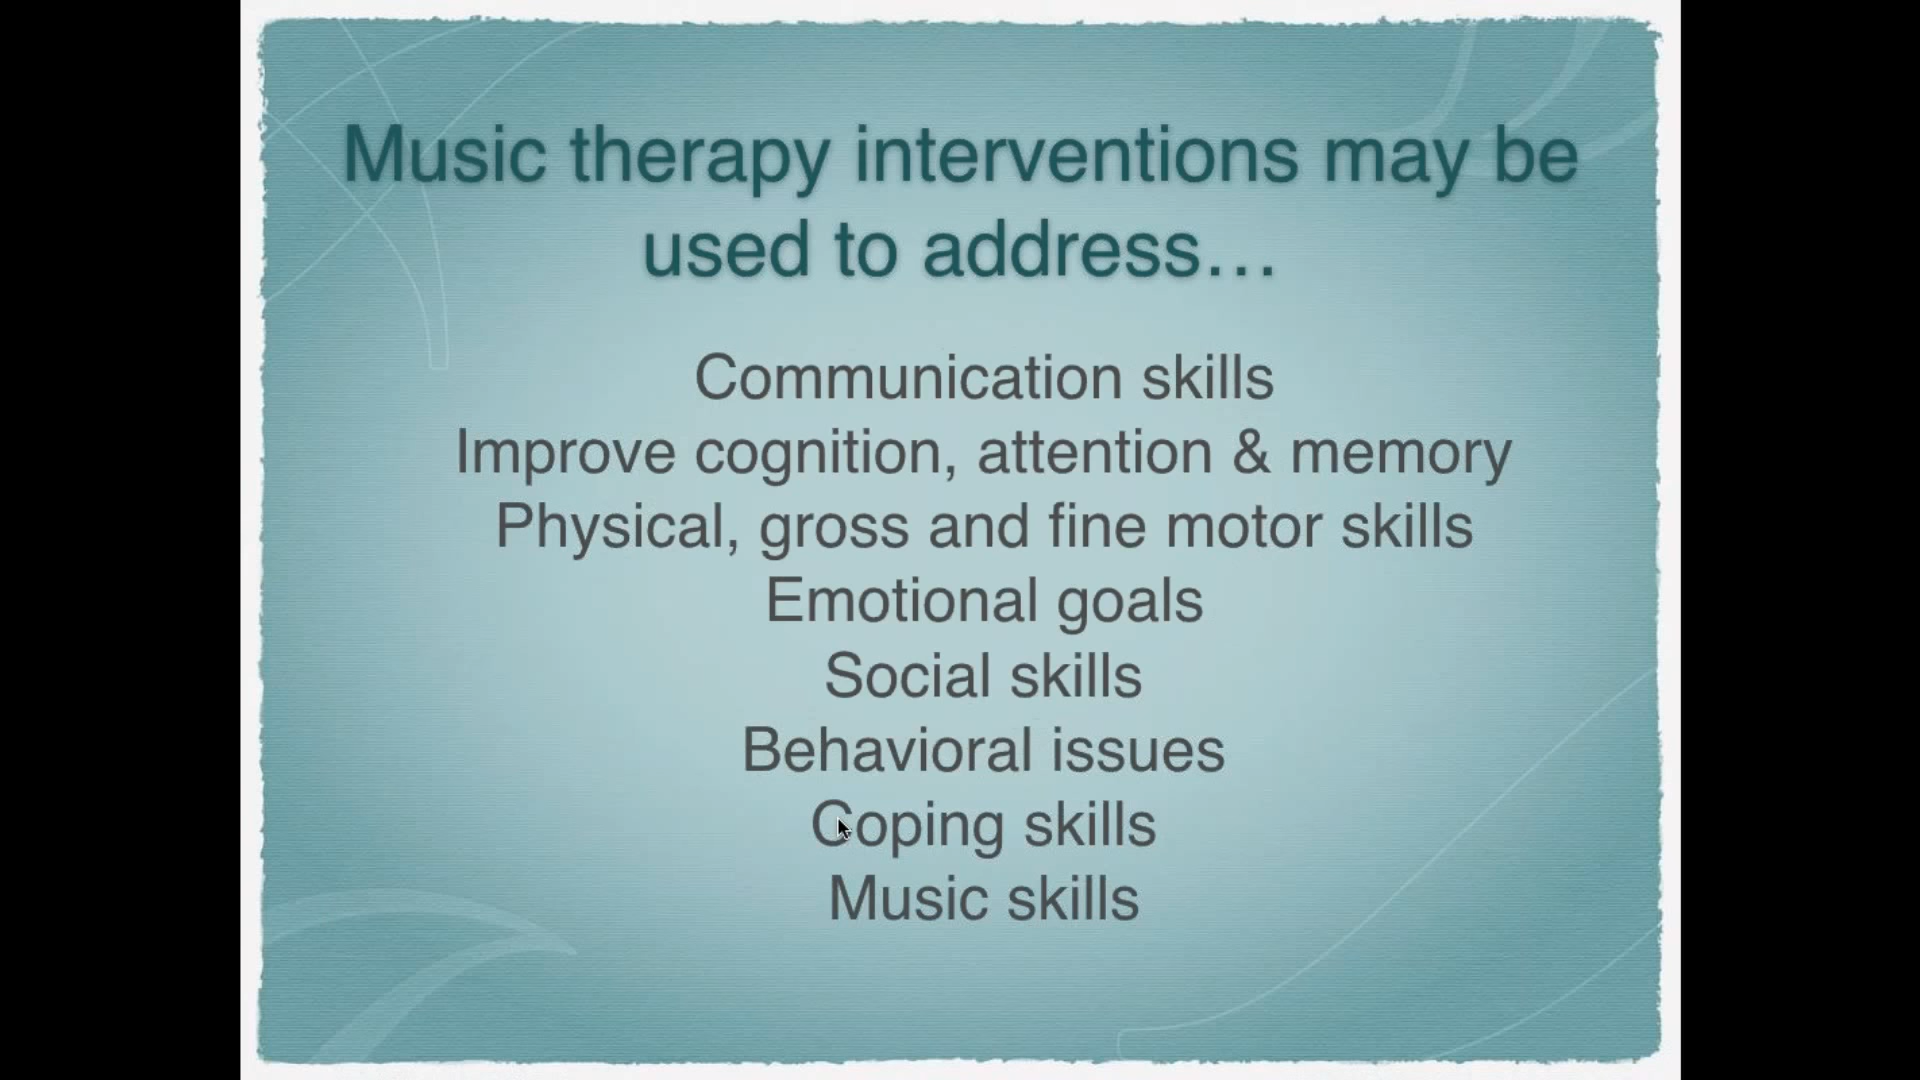 Music therapy interventions may be
used to address…
Communication skills
Improve cognition, attention & memory
Physical, gross and fine motor skills
Emotional goals
Social skills
Behavioral issues
Coping skills
Music skills